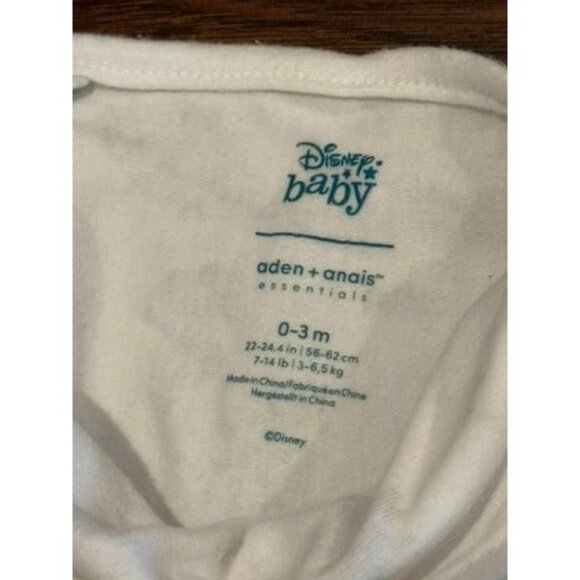 Disney
baby
aden + anais™
essentials
0-3 m
22-24.4 in | 56-62 cm
7-14 lb | 3-6,5 kg
Made in China/Fabriqué en Chine
Hergestellt in China
©Disney